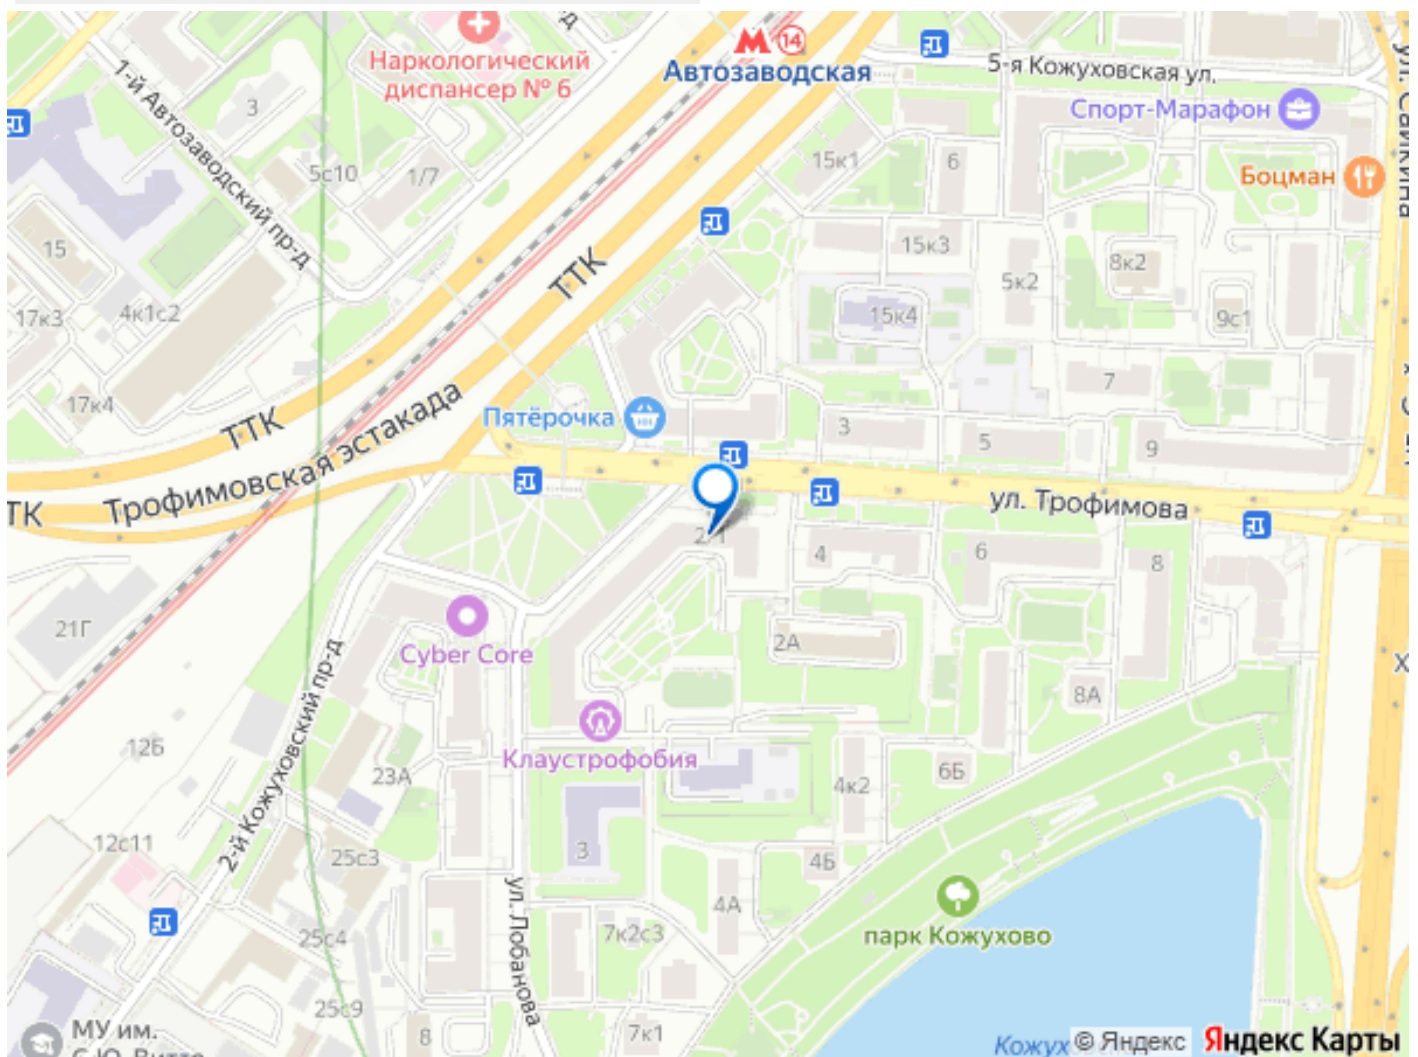 14
Автозаводская
5-я Кожуховская ул.
Наркологический
диспансер № 6
1-й Автозаводский пр-д
Спорт-Марафон
Боцман
3
5с10
1/7
15к1
6
15
17к3
4к1с2
17к4
ТТК
ТТК
ТТК
Трофимовская эстакада
15к3
5к2
8к2
15к4
9с1
7
Пятёрочка
3
5
9
ул. Трофимова
4
6
8
21Г
Cyber Core
2А
8А
12Б
2-й Кожуховский пр-д
Клаустрофобия
23А
4к2
6Б
12с11
25с3
3
4Б
4А
ул. Лобанова
парк Кожухово
25с4
7к2с3
25с9
8
7к1
МУ им.
© Яндекс Яндекс Карты